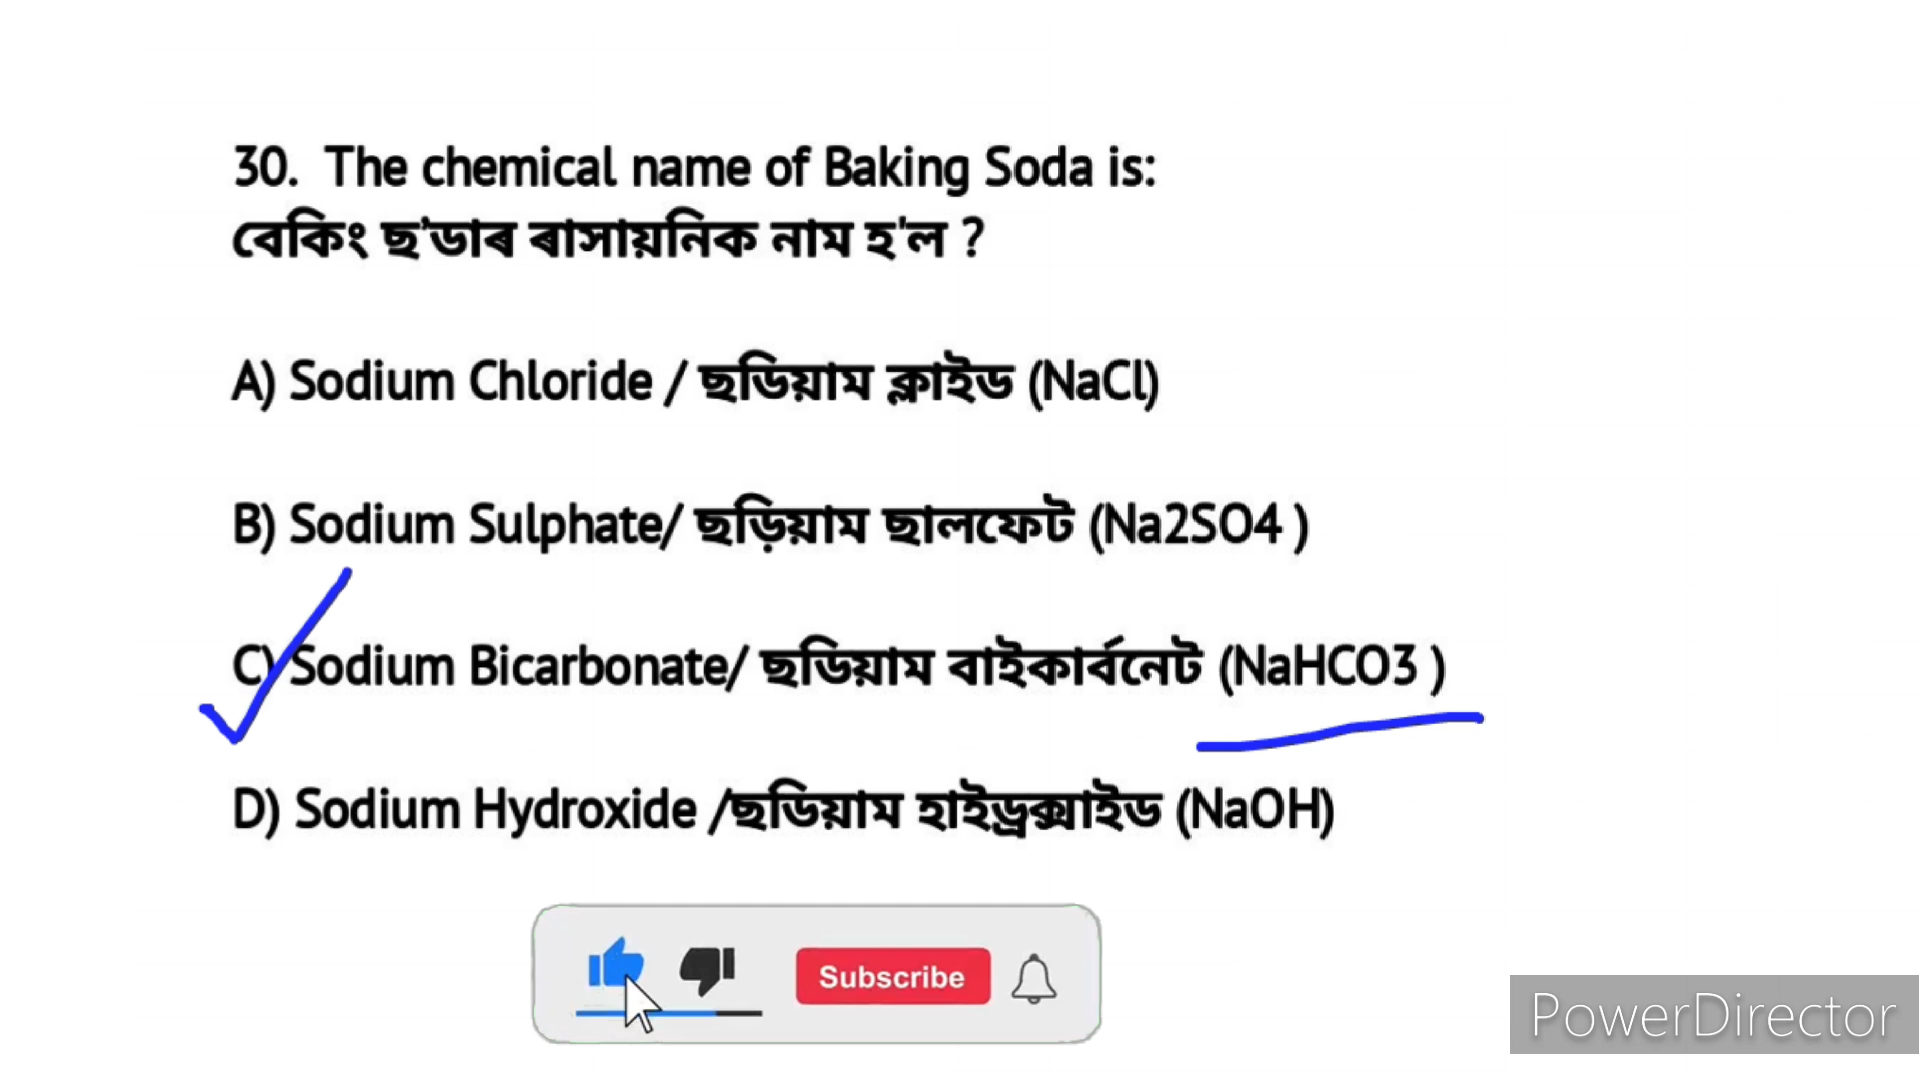 30. The chemical name of Baking Soda is:
বেকিং ছ'ডাৰ ৰাসায়নিক নাম হ'ল ?
A) Sodium Chloride / ছডিয়াম ক্লাইড (NaCl)
B) Sodium Sulphate/ ছড়িয়াম ছালফেট (Na2SO4 )
C) Sodium Bicarbonate/ ছডিয়াম বাইকাৰ্বনেট (NaHCO3 )
D) Sodium Hydroxide /ছডিয়াম হাইড্ৰক্সাইড (NaOH)
Subscribe
PowerDirector